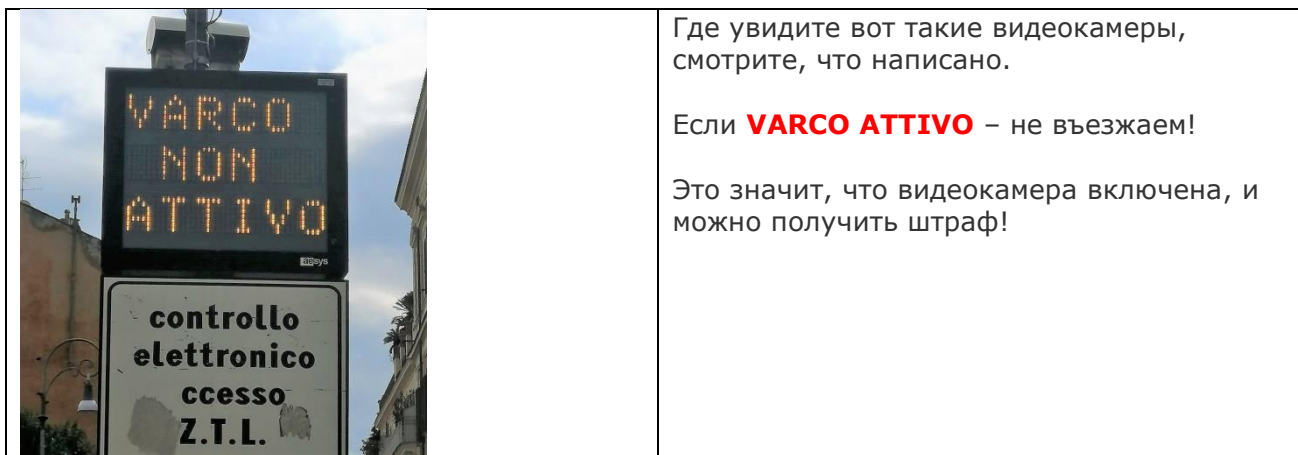 VARCO
NON
ATTIVO
aesys
controllo
elettronico
ccesso
Z.T.L.
Где увидите вот такие видеокамеры,
смотрите, что написано.
Если VARCO ATTIVO – не въезжаем!
Это значит, что видеокамера включена, и
можно получить штраф!